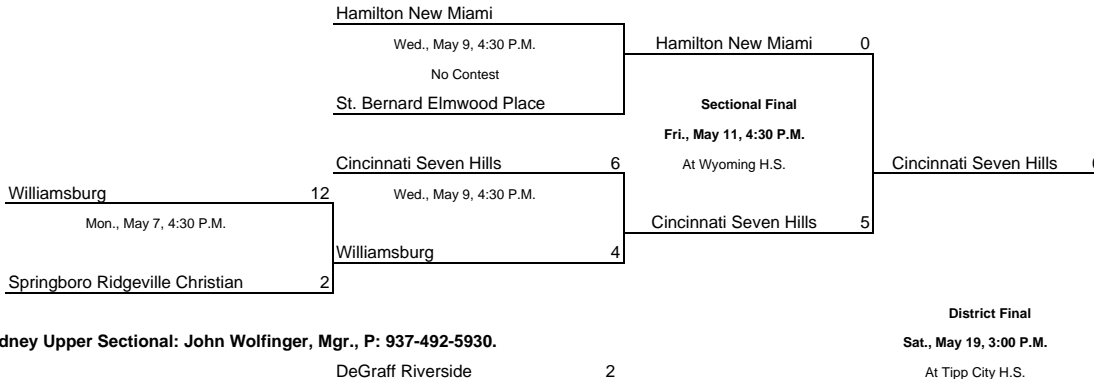 Hamilton New Miami
Wed., May 9, 4:30 P.M.
Hamilton New Miami 0
No Contest
St. Bernard Elmwood Place
Sectional Final
Fri., May 11, 4:30 P.M.
Cincinnati Seven Hills 6
At Wyoming H.S.
Cincinnati Seven Hills
Williamsburg 12
Wed., May 9, 4:30 P.M.
Mon., May 7, 4:30 P.M.
Cincinnati Seven Hills 5
Williamsburg 4
Springboro Ridgeville Christian 2
District Final
dney Upper Sectional: John Wolfinger, Mgr., P: 937-492-5930.
Sat., May 19, 3:00 P.M.
DeGraff Riverside 2
At Tipp City H.S.